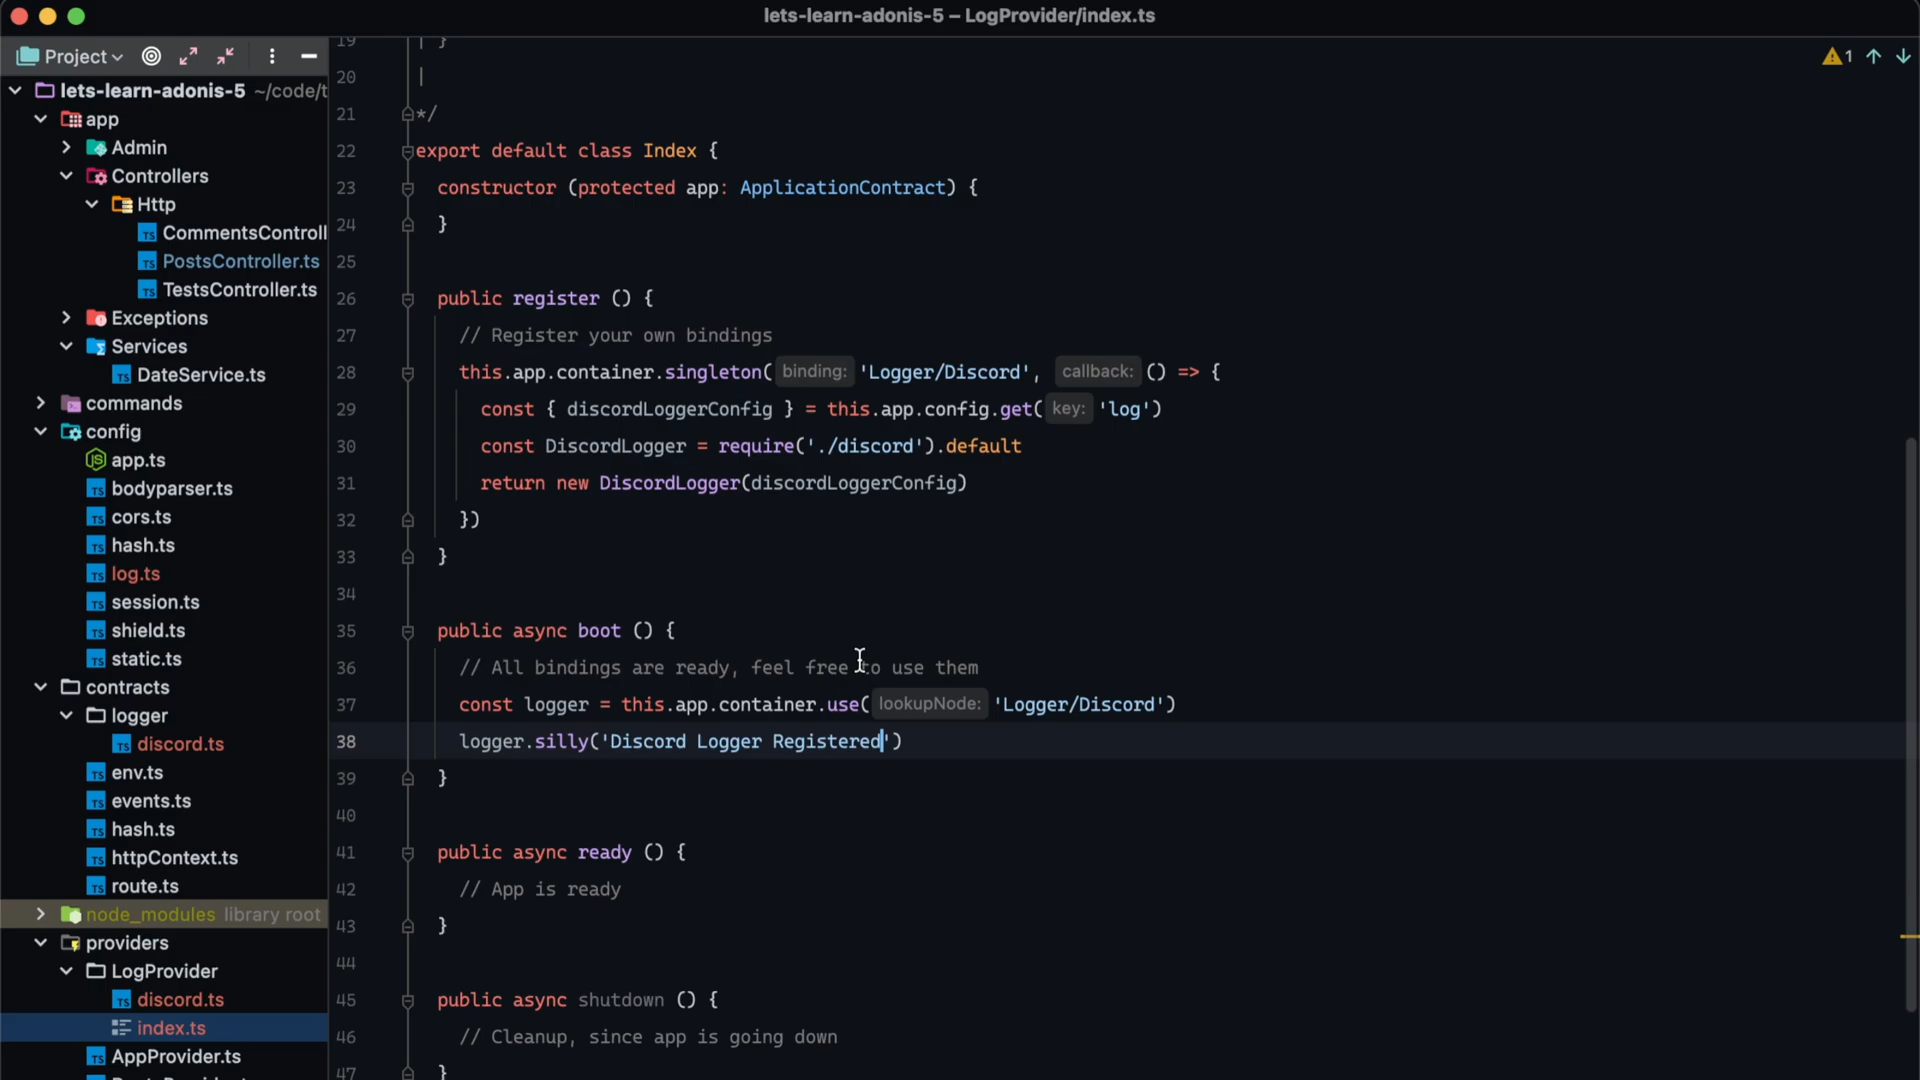 lets-learn-adonis-5 – LogProvider/index.ts
Project
1
lets-learn-adonis-5 ~/code/t
app
Admin
Controllers
Http
CommentsControll
PostsController.ts
TestsController.ts
Exceptions
Services
DateService.ts
commands
config
app.ts
bodyparser.ts
cors.ts
hash.ts
log.ts
session.ts
shield.ts
static.ts
contracts
logger
discord.ts
env.ts
events.ts
hash.ts
httpContext.ts
route.ts
node_modules library root
providers
LogProvider
discord.ts
index.ts
AppProvider.ts
19 | }
20 |
21 */
22 export default class Index {
23 constructor (protected app: ApplicationContract) {
24 }
25
26 public register () {
27 // Register your own bindings
28 this.app.container.singleton( binding: 'Logger/Discord', callback: () => {
29 const { discordLoggerConfig } = this.app.config.get( key: 'log')
30 const DiscordLogger = require('./discord').default
31 return new DiscordLogger(discordLoggerConfig)
32 })
33 }
34
35 public async boot () {
36 // All bindings are ready, feel free to use them
37 const logger = this.app.container.use( lookupNode: 'Logger/Discord')
38 logger.silly('Discord Logger Registered')
39 }
40
41 public async ready () {
42 // App is ready
43 }
44
45 public async shutdown () {
46 // Cleanup, since app is going down
47 }